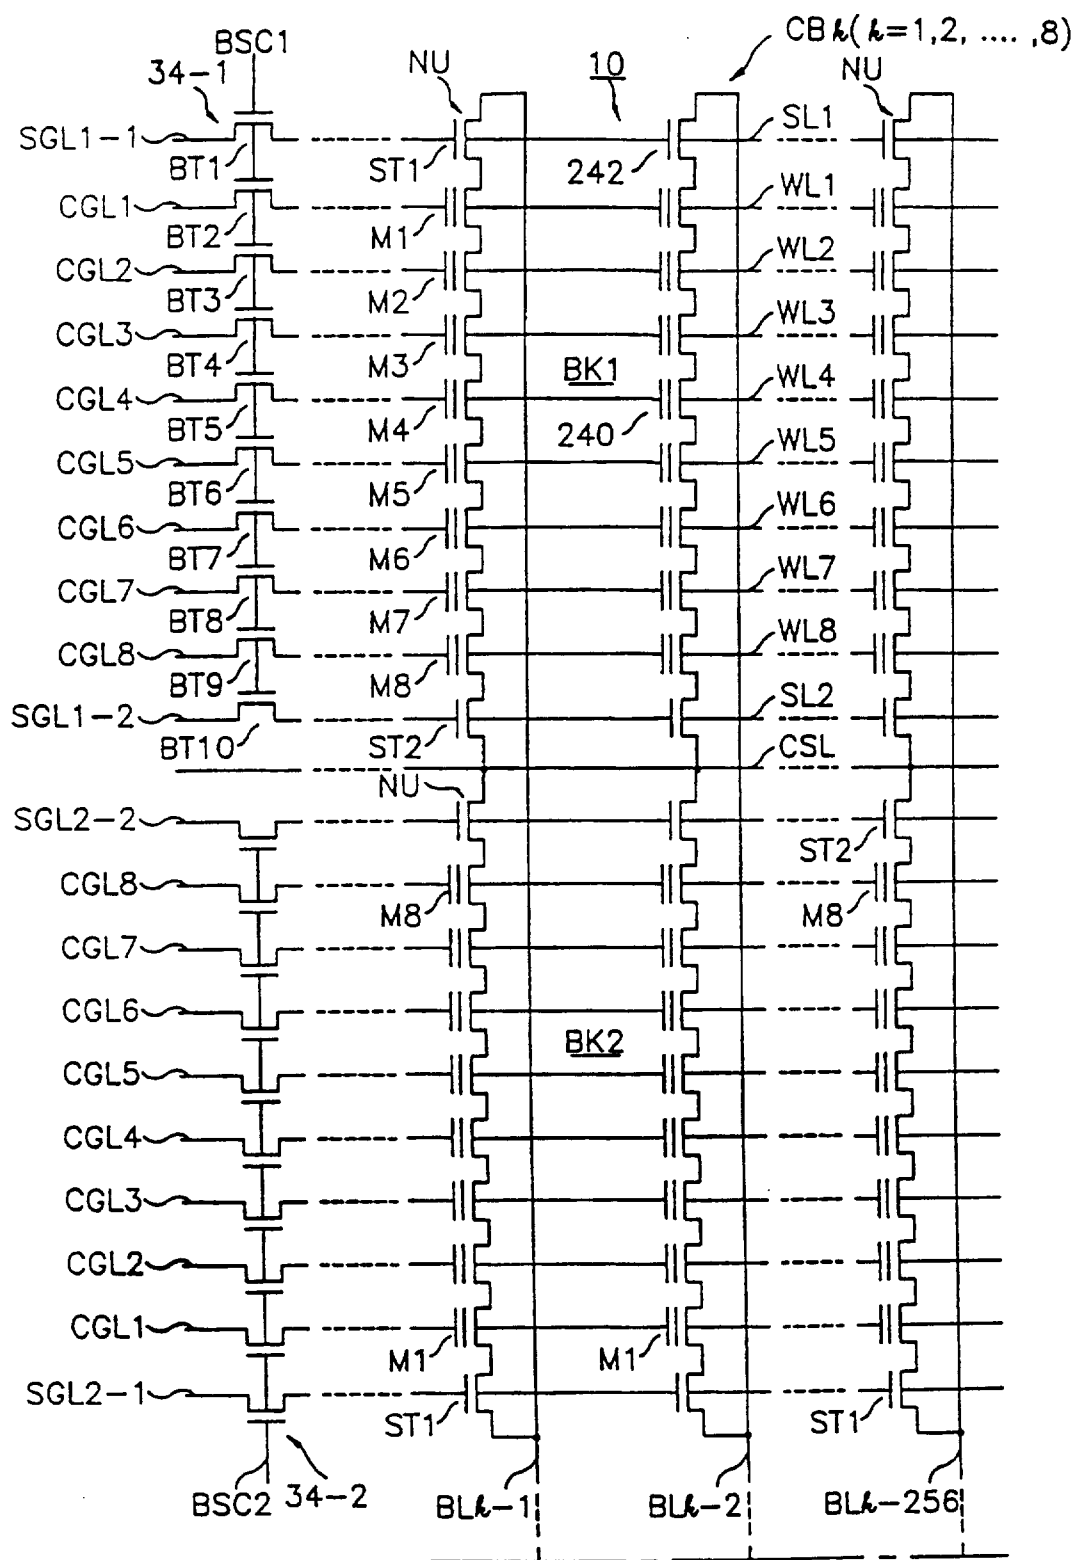 CBk(k=1,2, .... ,8)
BSC1
34-1
NU
10
NU
SGL1-1
BT1
ST1
242
SL1
CGL1
BT2
M1
WL1
CGL2
BT3
M2
WL2
CGL3
BT4
M3
WL3
BK1
CGL4
BT5
M4
240
WL4
CGL5
BT6
M5
WL5
CGL6
BT7
M6
WL6
CGL7
BT8
M7
WL7
CGL8
BT9
M8
WL8
SGL1-2
BT10
ST2
SL2
CSL
NU
SGL2-2
ST2
CGL8
M8
M8
CGL7
CGL6
BK2
CGL5
CGL4
CGL3
CGL2
CGL1
M1
M1
SGL2-1
ST1
ST1
BSC2
34-2
BLk-1
BLk-2
BLk-256